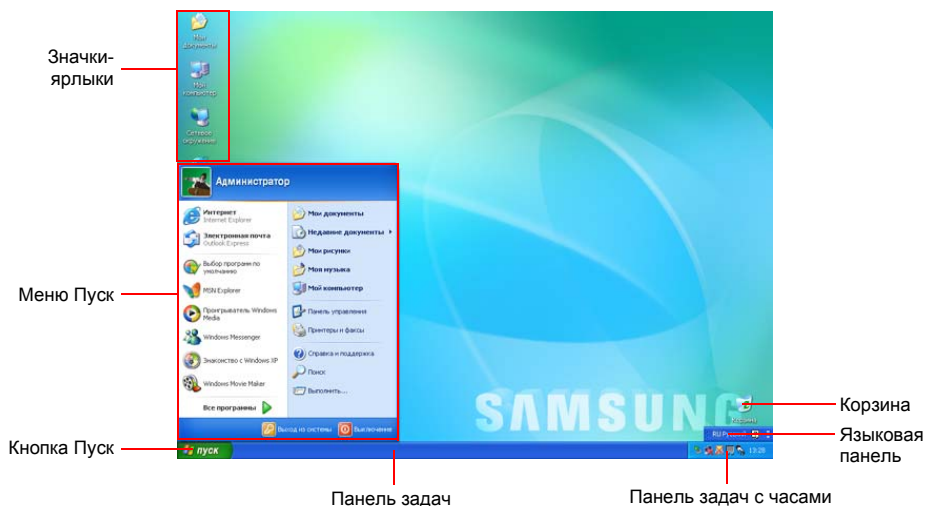 Мои
документы
Значки-
ярлыки
Мой
компьютер
Сетевое
окружение
Администратор
Интернет
Internet Explorer
Электронная почта
Outlook Express
Выбор программ по
умолчанию
MSN Explorer
Проигрыватель Windows
Media
Windows Messenger
Знакомство с Windows XP
Windows Movie Maker
Все программы
Мои документы
Недавние документы
Мои рисунки
Моя музыка
Мой компьютер
Панель управления
Принтеры и факсы
Справка и поддержка
Поиск
Выполнить...
Выход из системы
Выключение
Меню Пуск
SAMSUNG
Корзина
Корзина
RU
Языковая
панель
Кнопка Пуск
пуск
13:28
Панель задач
Панель задач с часами